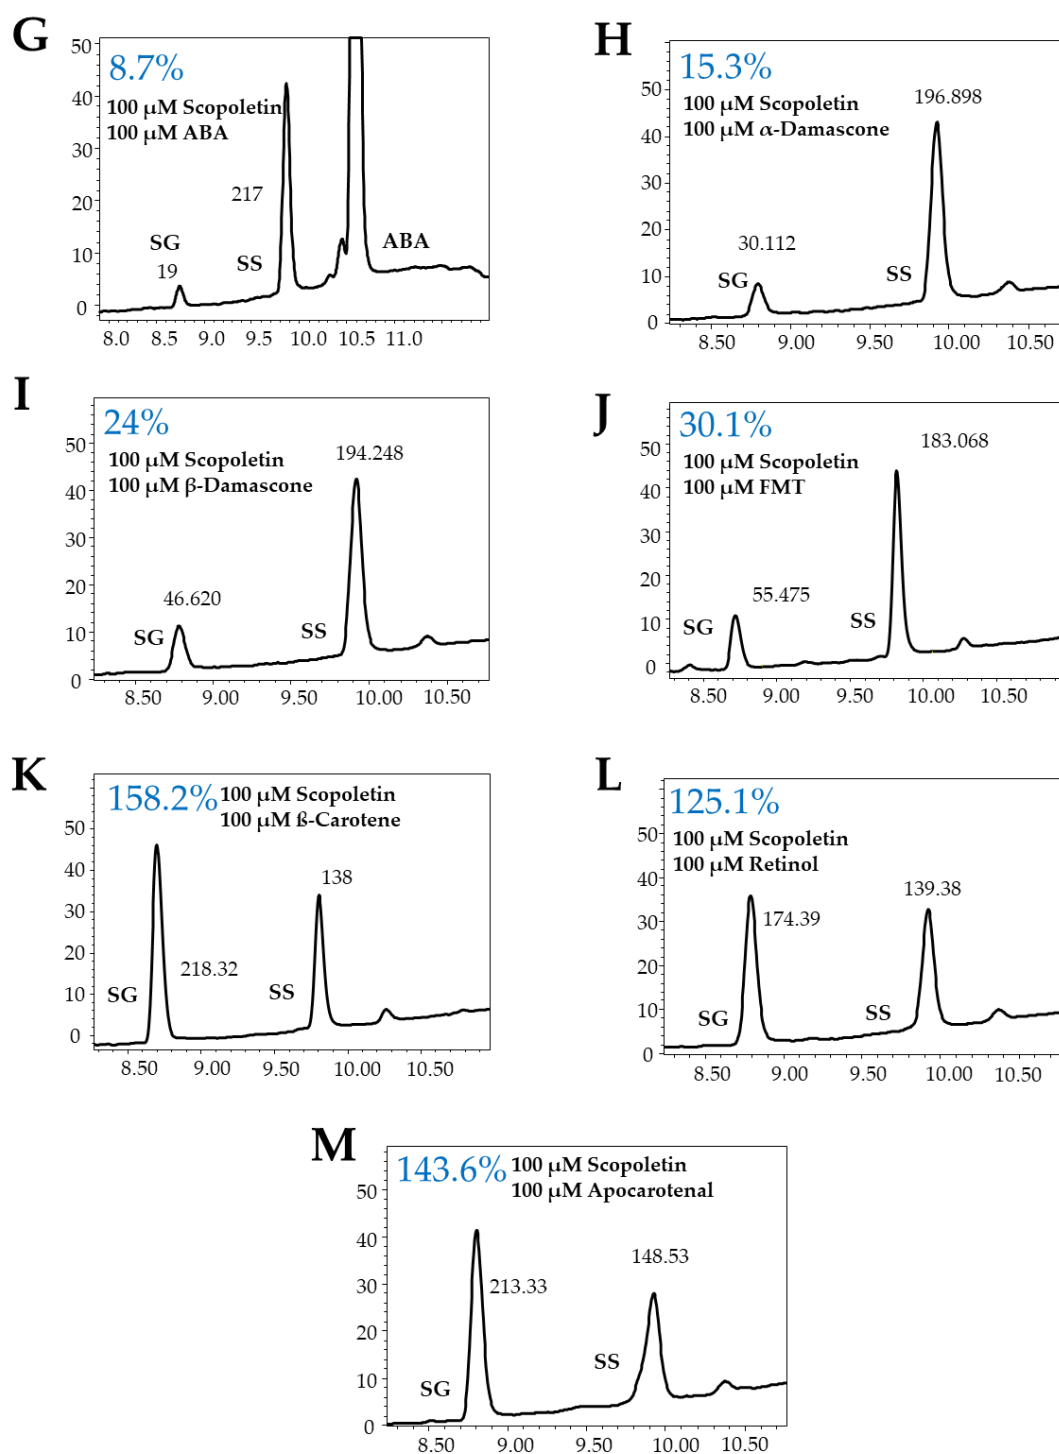 G
8.7%
100 μM Scopoletin
100 μM ABA
50
40
30
20
10
0
217
SG
19
SS
ABA
8.0 8.5 9.0 9.5 10.0 10.5 11.0
H
15.3%
100 μM Scopoletin
100 μM α-Damascone
196.898
50
40
30
20
10
0
30.112
SG
SS
8.50 9.00 9.50 10.00 10.50
I
24%
100 μM Scopoletin
100 μM β-Damascone
194.248
50
40
30
20
10
0
46.620
SG
SS
8.50 9.00 9.50 10.00 10.50
J
30.1%
100 μM Scopoletin
100 μM FMT
183.068
50
40
30
20
10
0
55.475
SG
SS
8.50 9.00 9.50 10.00 10.50
K
158.2%
100 μM Scopoletin
100 μM ß-Carotene
50
40
30
20
10
0
138
218.32
SG
SS
8.50 9.00 9.50 10.00 10.50
L
125.1%
100 μM Scopoletin
100 μM Retinol
50
40
30
20
10
0
139.38
174.39
SG
SS
8.50 9.00 9.50 10.00 10.50
M
143.6%
100 μM Scopoletin
100 μM Apocarotenal
50
40
30
20
10
0
148.53
213.33
SS
SG
8.50 9.00 9.50 10.00 10.50